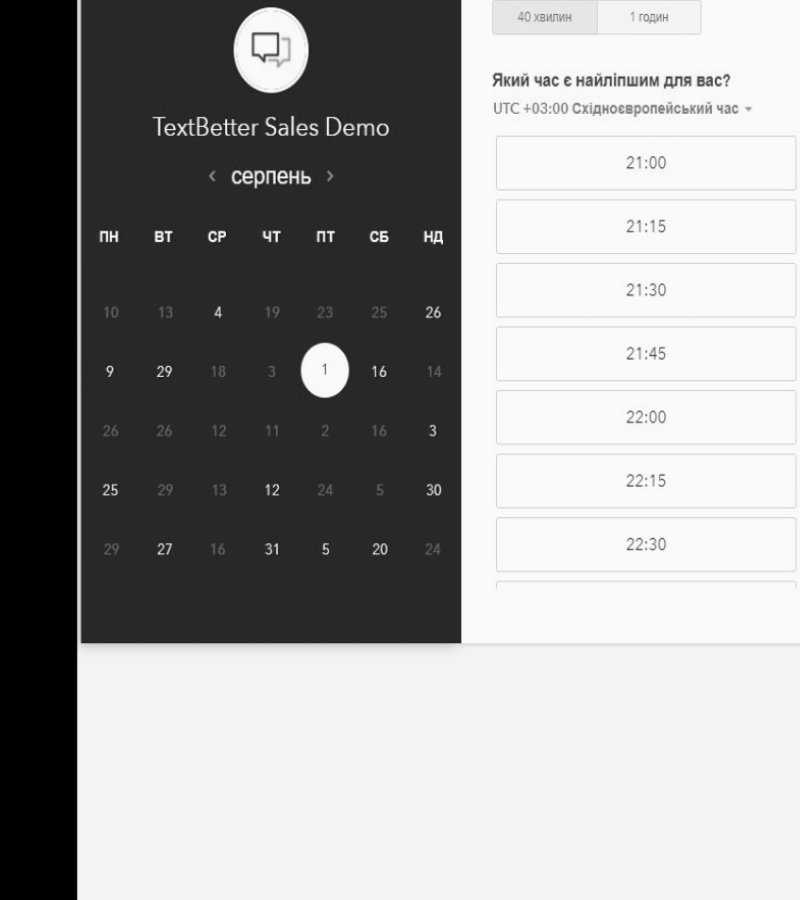 TextBetter Sales Demo
‹ серпень ›
ПН ВТ СР ЧТ ПТ СБ НД
10 13 4 19 23 25 26
9 29 18 3 1 16 14
26 26 12 11 2 16 3
25 29 13 12 24 5 30
29 27 16 31 5 20 24
40 хвилин 1 годин
Який час є найліпшим для вас?
UTC +03:00 Східноєвропейський час
21:00
21:15
21:30
21:45
22:00
22:15
22:30